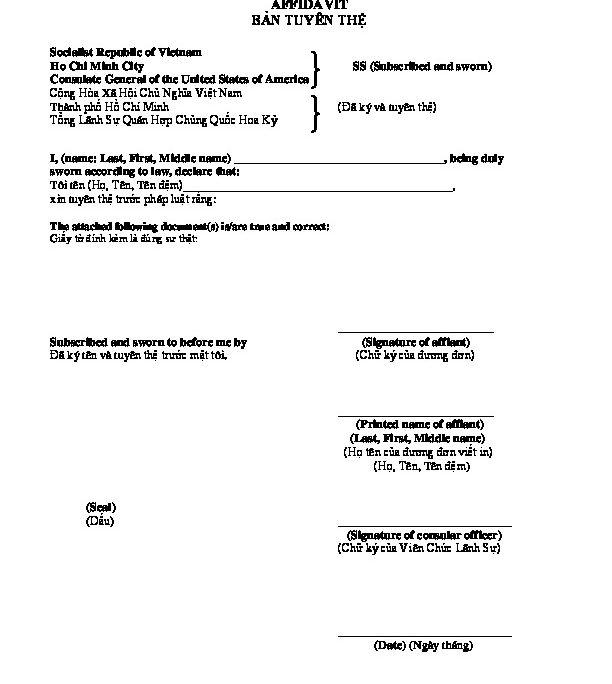 AFFIDAVIT
BẢN TUYÊN THỆ
Socialist Republic of Vietnam
Ho Chi Minh City
Consulate General of the United States of America
SS (Subscribed and sworn)
Cộng Hòa Xã Hội Chủ Nghĩa Việt Nam
Thành phố Hồ Chí Minh
Tổng Lãnh Sự Quán Hợp Chủng Quốc Hoa Kỳ
(Đã ký và tuyên thệ)
I, (name: Last, First, Middle name) ______________________________, being duly
sworn according to law, declare that:
Tôi tên (Họ, Tên, Tên đệm)______________________________________,
xin tuyên thệ trước pháp luật rằng:
The attached following document(s) is/are true and correct:
Giấy tờ đính kèm là đúng sự thật:
Subscribed and sworn to before me by
Đã ký tên và tuyên thệ trước mặt tôi.
(Signature of affiant)
(Chữ ký của đương đơn)
(Printed name of affiant)
(Last, First, Middle name)
(Họ tên của đương đơn viết in)
(Họ, Tên, Tên đệm)
(Seal)
(Dấu)
(Signature of consular officer)
(Chữ ký của Viên Chức Lãnh Sự)
(Date) (Ngày tháng)